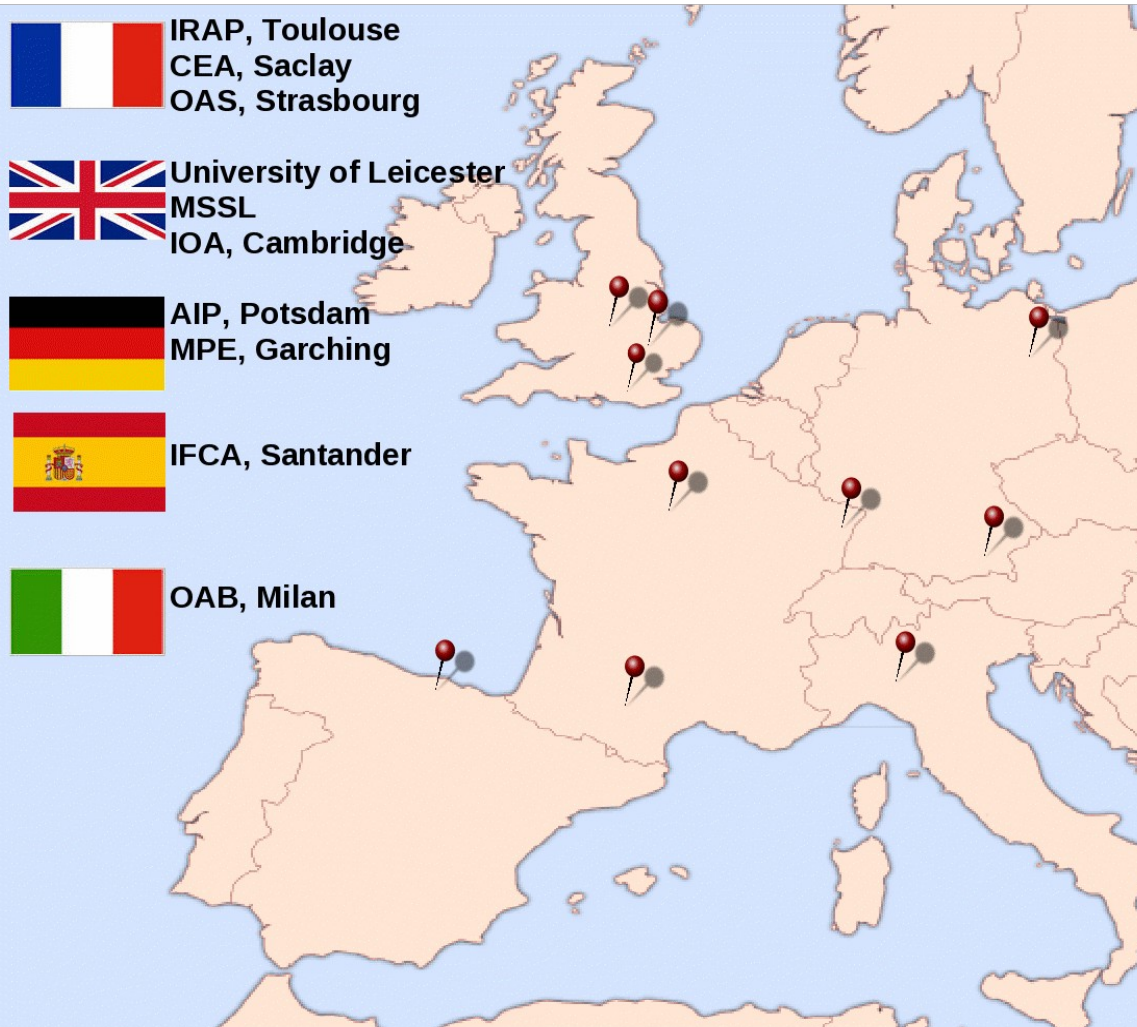 IRAP, Toulouse
CEA, Saclay
OAS, Strasbourg
University of Leicester
MSSL
IOA, Cambridge
AIP, Potsdam
MPE, Garching
IFCA, Santander
OAB, Milan